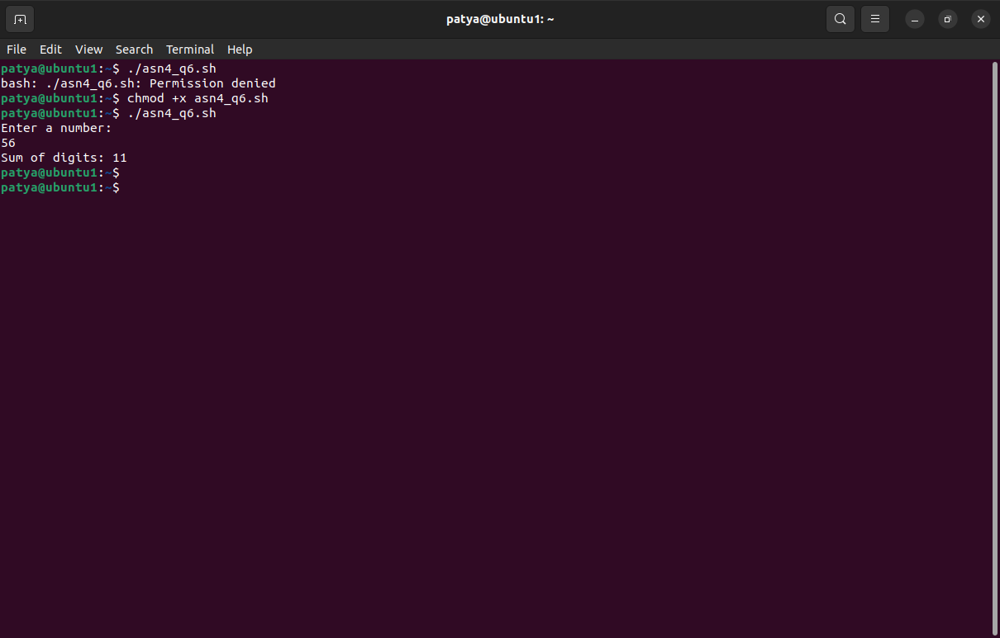 patya@ubuntu1: ~
File Edit View Search Terminal Help
patya@ubuntu1:~$ ./asn4_q6.sh
bash: ./asn4_q6.sh: Permission denied
patya@ubuntu1:~$ chmod +x asn4_q6.sh
patya@ubuntu1:~$ ./asn4_q6.sh
Enter a number:
56
Sum of digits: 11
patya@ubuntu1:~$
patya@ubuntu1:~$